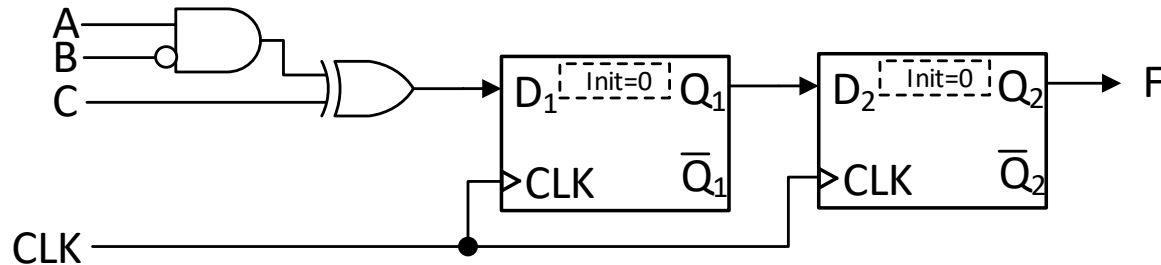 A
B
C
D₁ Init=0 Q₁
CLK Q̅₁
D₂ Init=0 Q₂
CLK Q̅₂
F
CLK